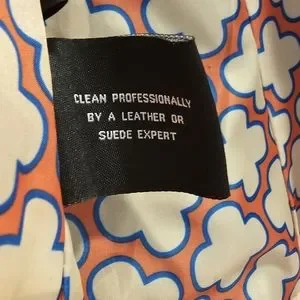 CLEAN PROFESSIONALLY
BY A LEATHER OR
SUEDE EXPERT